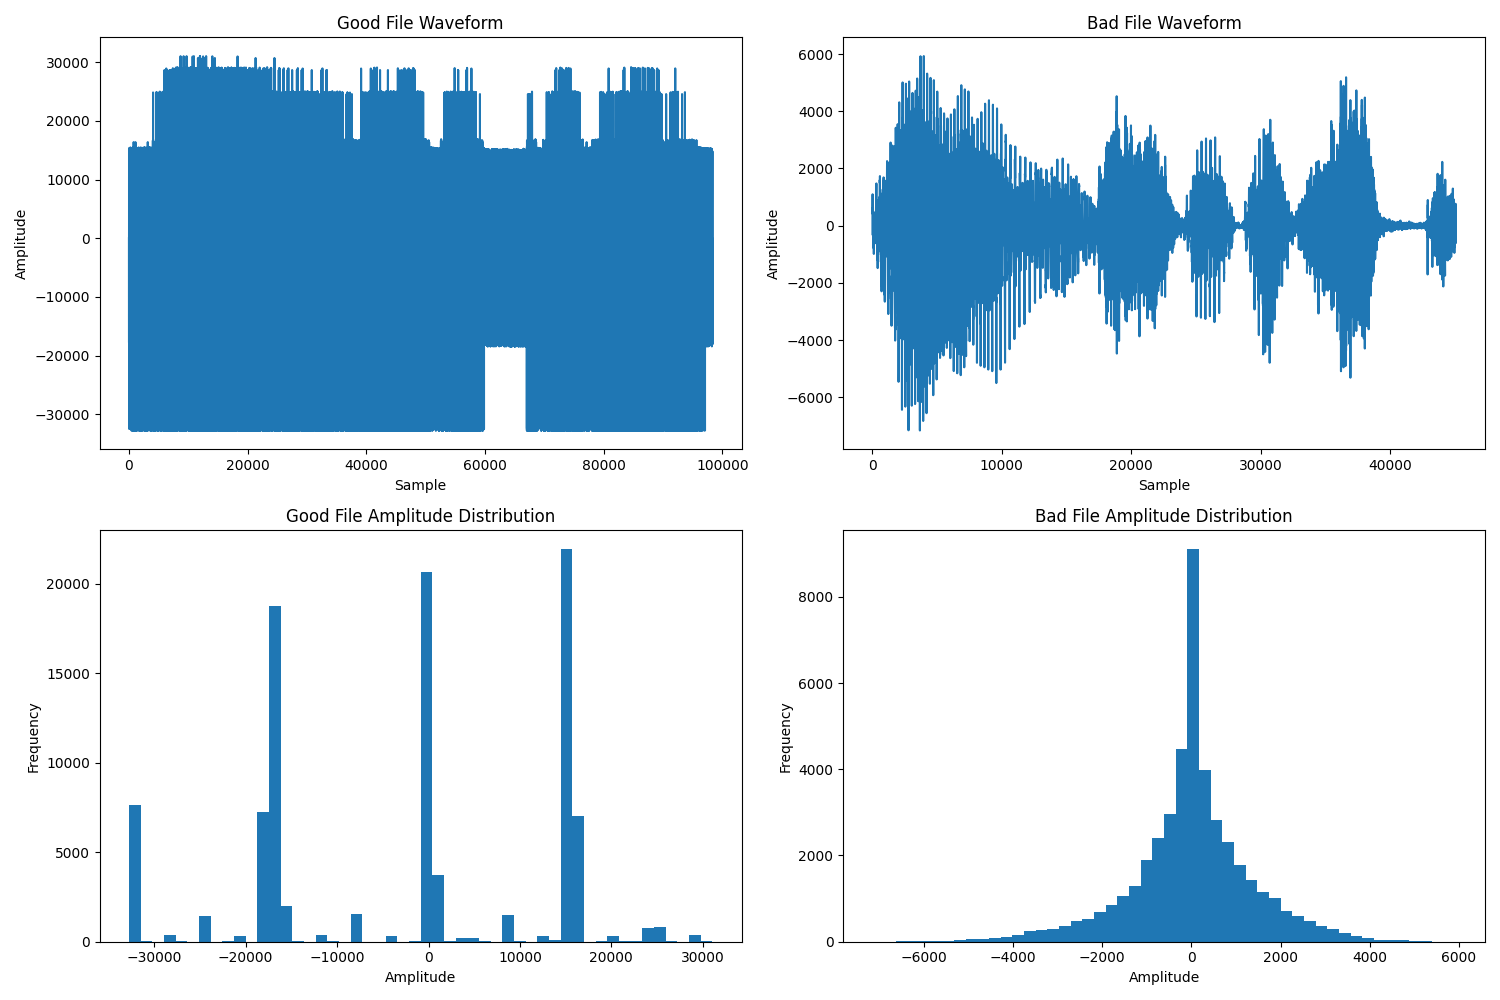 Good File Waveform
Amplitude
30000
20000
10000
0
−10000
−20000
−30000
0 20000 40000 60000 80000 100000
Sample
Bad File Waveform
Amplitude
6000
4000
2000
0
−2000
−4000
−6000
0 10000 20000 30000 40000
Sample
Good File Amplitude Distribution
Frequency
20000
15000
10000
5000
0
−30000 −20000 −10000 0 10000 20000 30000
Amplitude
Bad File Amplitude Distribution
Frequency
8000
6000
4000
2000
0
−6000 −4000 −2000 0 2000 4000 6000
Amplitude